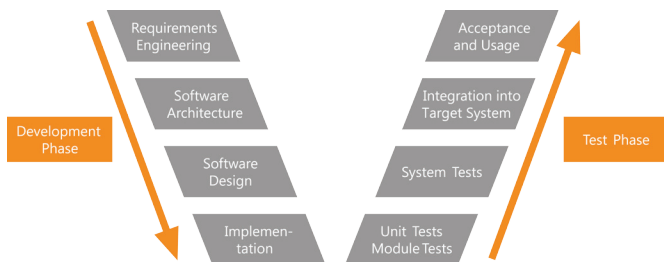 Requirements
Engineering
Acceptance
and Usage
Software
Architecture
Integration into
Target System
Development
Phase
Test Phase
Software
Design
System Tests
Implemen-
tation
Unit Tests
Module Tests